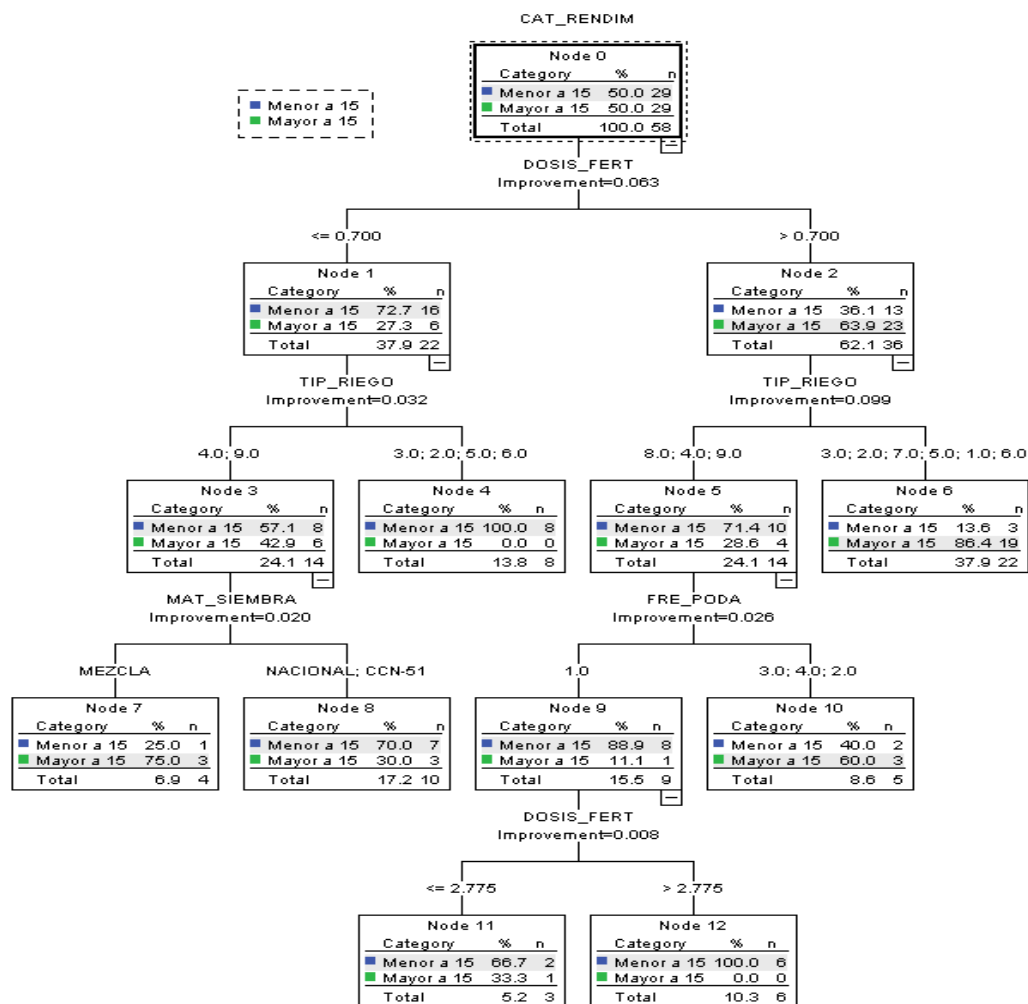 CAT_RENDIM
Node 0
Category % n
Menor a 15 50.0 29
Mayor a 15 50.0 29
Total 100.0 58
Menor a 15
Mayor a 15
DOSIS_FERT
Improvement=0.063
<= 0.700
> 0.700
Node 1
Category % n
Menor a 15 72.7 16
Mayor a 15 27.3 6
Total 37.9 22
Node 2
Category % n
Menor a 15 36.1 13
Mayor a 15 63.9 23
Total 62.1 36
TIP_RIEGO
Improvement=0.032
TIP_RIEGO
Improvement=0.099
4.0; 9.0
3.0; 2.0; 5.0; 6.0
8.0; 4.0; 9.0
3.0; 2.0; 7.0; 5.0; 1.0; 6.0
Node 3
Category % n
Menor a 15 57.1 8
Mayor a 15 42.9 6
Total 24.1 14
Node 4
Category % n
Menor a 15 100.0 8
Mayor a 15 0.0 0
Total 13.8 8
Node 5
Category % n
Menor a 15 71.4 10
Mayor a 15 28.6 4
Total 24.1 14
Node 6
Category % n
Menor a 15 13.6 3
Mayor a 15 86.4 19
Total 37.9 22
MAT_SIEMBRA
Improvement=0.020
FRE_PODA
Improvement=0.026
MEZCLA
NACIONAL; CCN-51
1.0
3.0; 4.0; 2.0
Node 7
Category % n
Menor a 15 25.0 1
Mayor a 15 75.0 3
Total 6.9 4
Node 8
Category % n
Menor a 15 70.0 7
Mayor a 15 30.0 3
Total 17.2 10
Node 9
Category % n
Menor a 15 88.9 8
Mayor a 15 11.1 1
Total 15.5 9
Node 10
Category % n
Menor a 15 40.0 2
Mayor a 15 60.0 3
Total 8.6 5
DOSIS_FERT
Improvement=0.008
<= 2.775
> 2.775
Node 11
Category % n
Menor a 15 66.7 2
Mayor a 15 33.3 1
Total 5.2 3
Node 12
Category % n
Menor a 15 100.0 6
Mayor a 15 0.0 0
Total 10.3 6